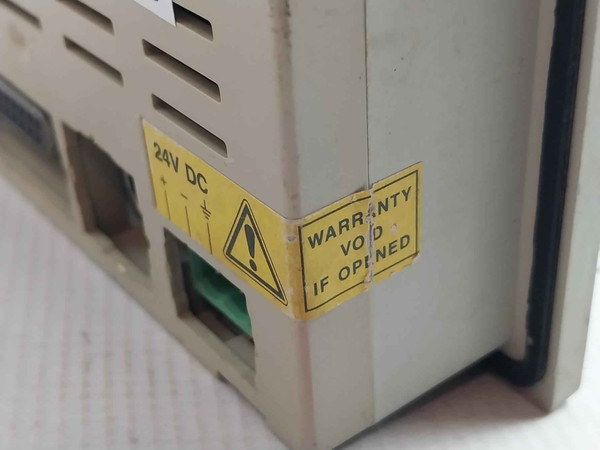 24V DC
+ -
WARRANTY
VOID
IF OPENED